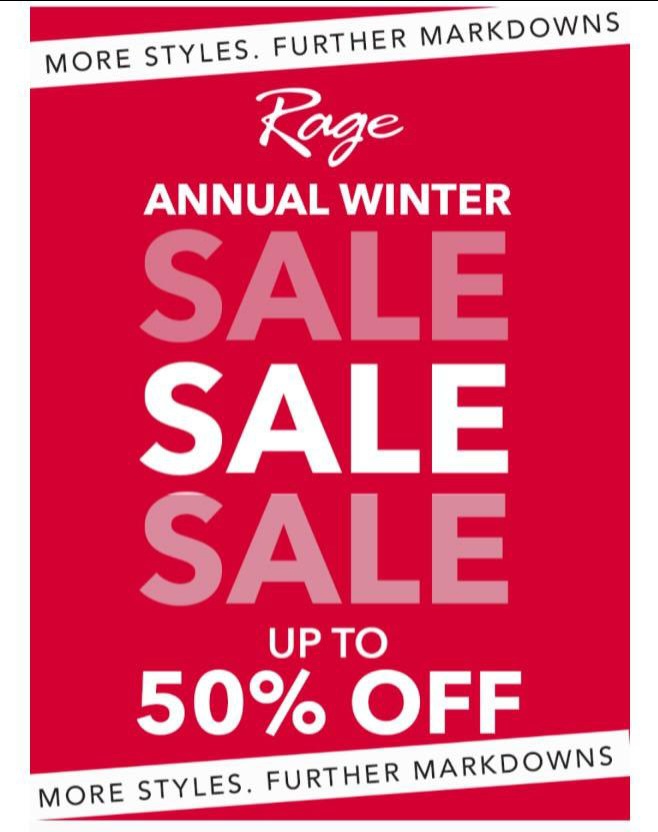 MORE STYLES. FURTHER MARKDOWNS
Rage
ANNUAL WINTER
SALE
SALE
SALE
UP TO
50% OFF
MORE STYLES. FURTHER MARKDOWNS